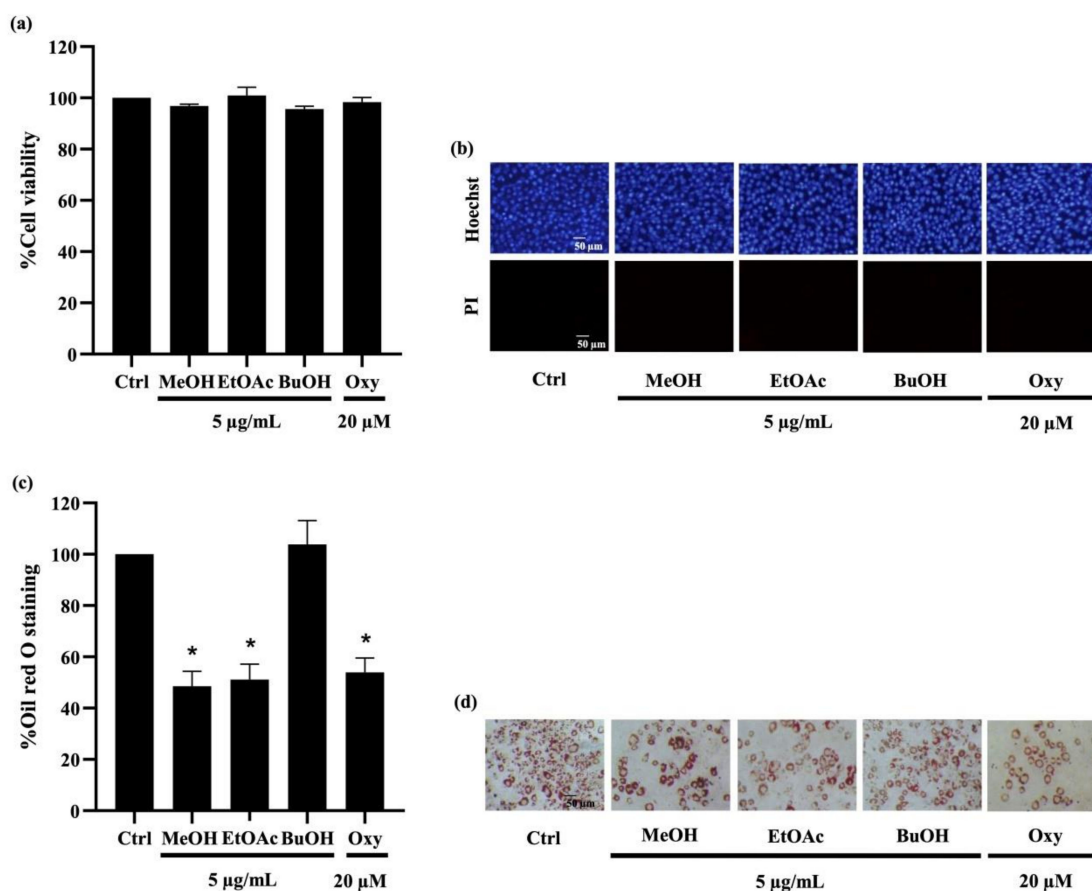 (a)
120
100
80
60
40
20
0
%Cell viability
Ctrl MeOH EtOAc BuOH Oxy
5 µg/mL 20 µM
(b)
Hoechst
50 µm
PI
50 µm
Ctrl MeOH EtOAc BuOH Oxy
5 µg/mL 20 µM
(c)
120
100
80
60
40
20
0
%Oil red O staining
* * *
Ctrl MeOH EtOAc BuOH Oxy
5 µg/mL 20 µM
(d)
50 µm
Ctrl MeOH EtOAc BuOH Oxy
5 µg/mL 20 µM